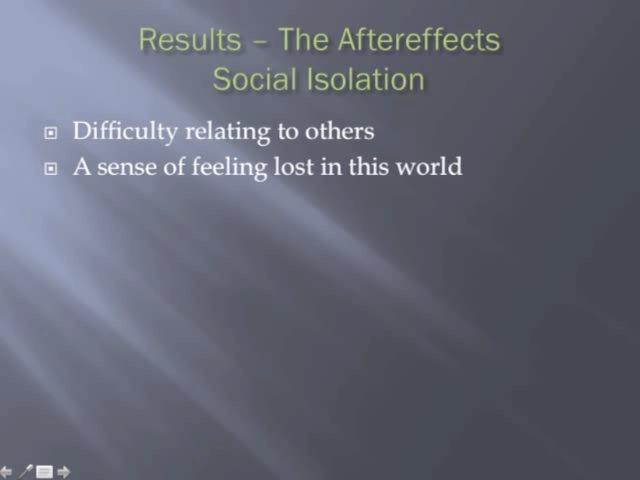 Results – The Aftereffects
Social Isolation
Difficulty relating to others
A sense of feeling lost in this world